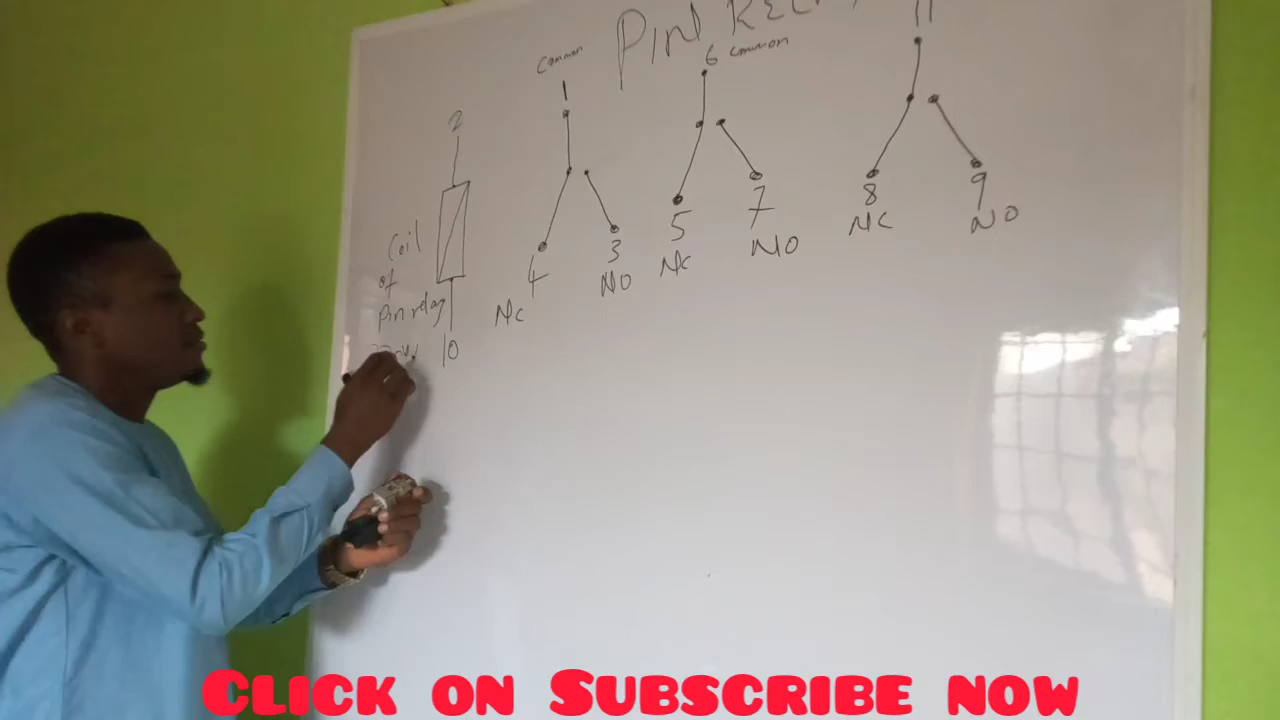 Pin
11
Common
6 Common
1
2
8
9
NC
NO
5
7
NC
NO
4
3
NC
NO
Coil
of
Pin relay
10
CLICK ON SUBSCRIBE NOW